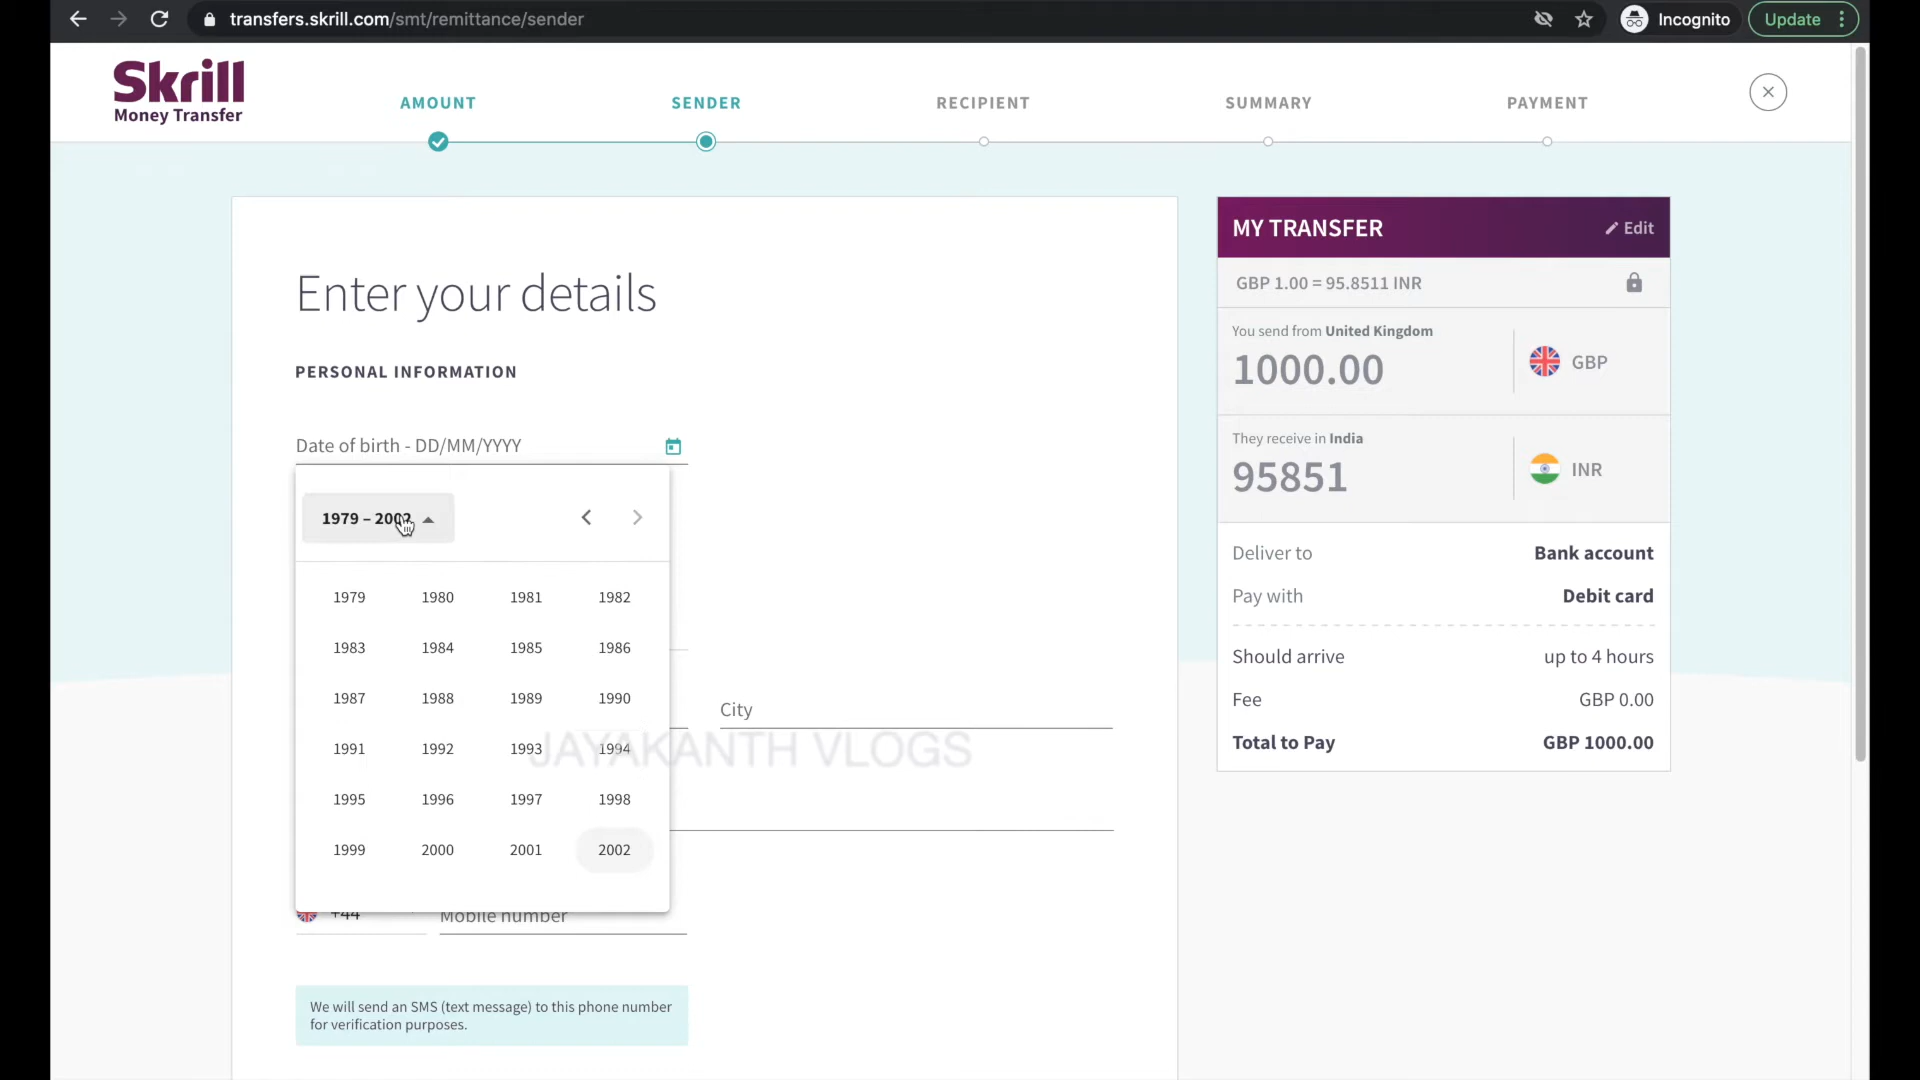 transfers.skrill.com/smt/remittance/sender
Incognito
Update
Skrill
Money Transfer
AMOUNT
SENDER
RECIPIENT
SUMMARY
PAYMENT
Enter your details
PERSONAL INFORMATION
Date of birth - DD/MM/YYYY
1979 – 2002
1979 1980 1981 1982
1983 1984 1985 1986
1987 1988 1989 1990
1991 1992 1993 1994
1995 1996 1997 1998
1999 2000 2001 2002
City
JAYAKANTH VLOGS
+44
Mobile number
We will send an SMS (text message) to this phone number
for verification purposes.
MY TRANSFER
Edit
GBP 1.00 = 95.8511 INR
You send from United Kingdom
1000.00
GBP
They receive in India
95851
INR
Deliver to Bank account
Pay with Debit card
Should arrive up to 4 hours
Fee GBP 0.00
Total to Pay GBP 1000.00